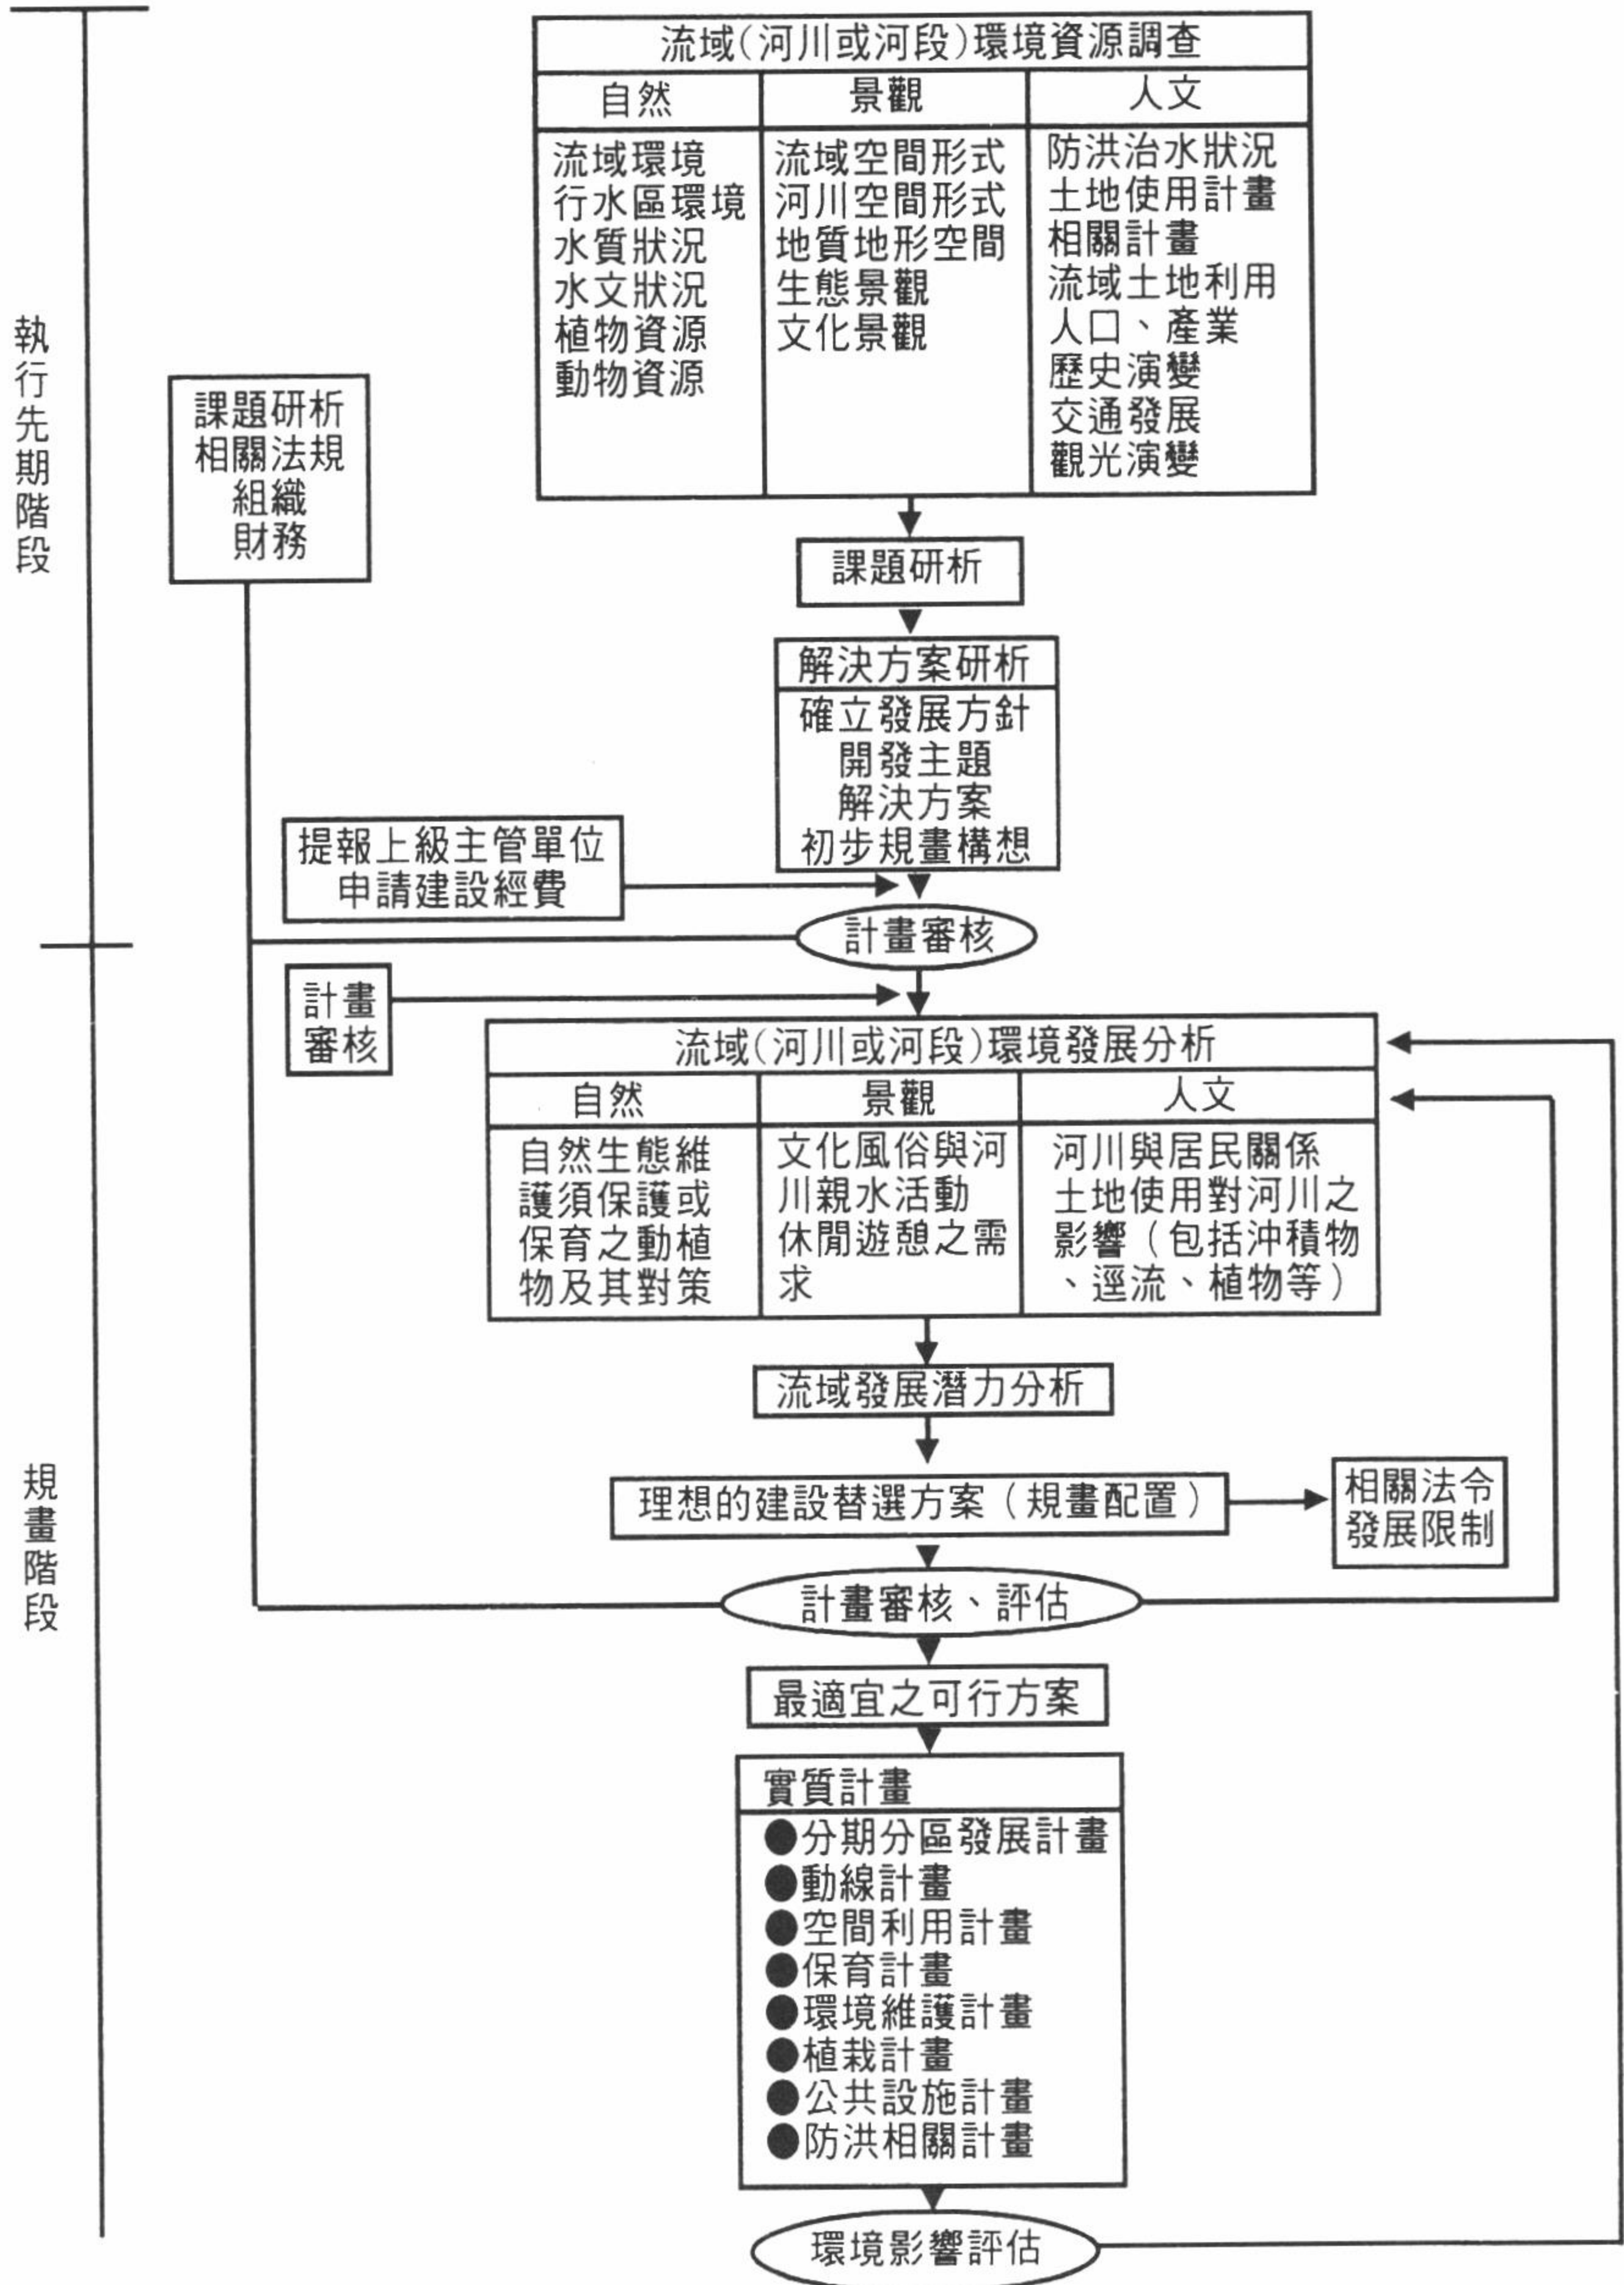 流域(河川或河段)環境資源調查
自然
景觀
人文
流域環境
行水區環境
水質狀況
水文狀況
植物資源
動物資源
流域空間形式
河川空間形式
地質地形空間
生態景觀
文化景觀
防洪治水狀況
土地使用計畫
相關計畫
流域土地利用
人口、產業
歷史演變
交通發展
觀光演變
執行先期階段
課題研析
相關法規
組織
財務
課題研析
解決方案研析
確立發展方針
開發主題
解決方案
初步規畫構想
提報上級主管單位
申請建設經費
計畫審核
計畫
審核
流域(河川或河段)環境發展分析
自然
景觀
人文
自然生態維
護須保護或
保育之動植
物及其對策
文化風俗與河
川親水活動
休閒遊憩之需
求
河川與居民關係
土地使用對河川之
影響(包括沖積物
、逕流、植物等)
流域發展潛力分析
規畫階段
理想的建設替選方案(規畫配置)
相關法令
發展限制
計畫審核、評估
最適宜之可行方案
實質計畫
●分期分區發展計畫
●動線計畫
●空間利用計畫
●保育計畫
●環境維護計畫
●植栽計畫
●公共設施計畫
●防洪相關計畫
環境影響評估